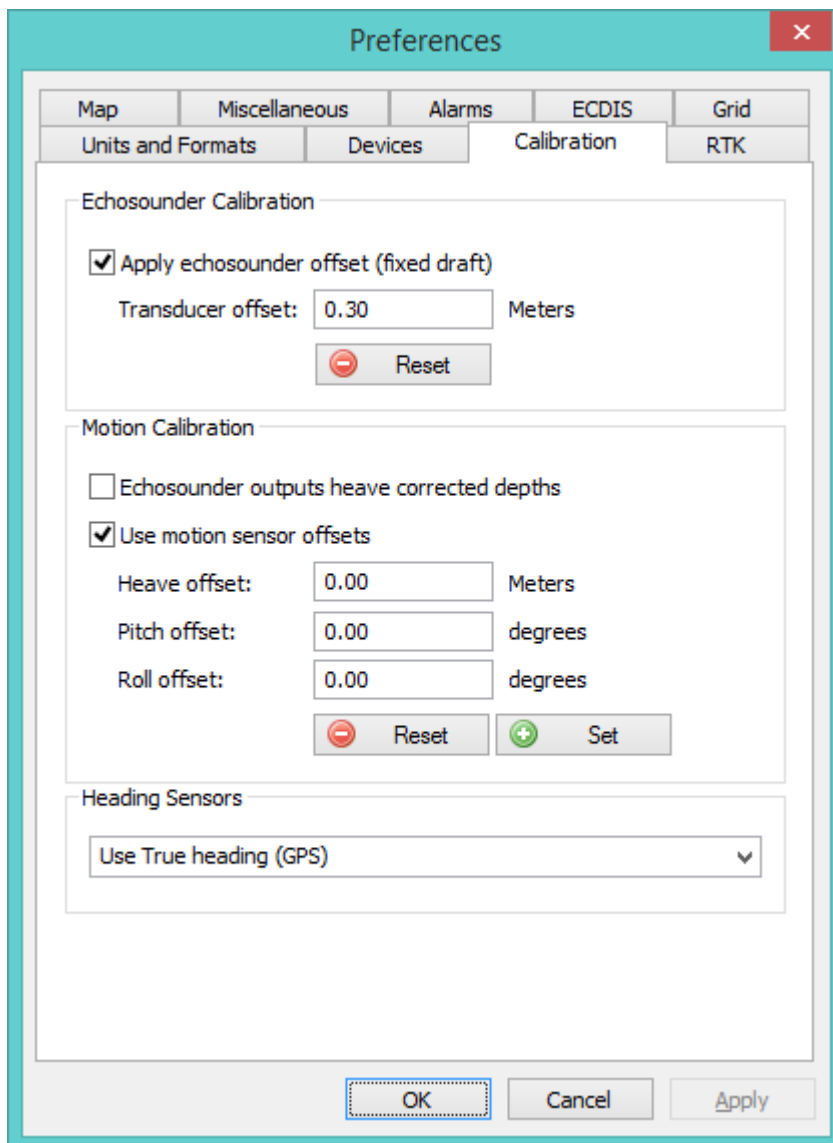 Preferences
Map Miscellaneous Alarms ECDIS Grid
Units and Formats Devices Calibration RTK
Echosounder Calibration
Apply echosounder offset (fixed draft)
Transducer offset: 0.30 Meters
Reset
Motion Calibration
Echosounder outputs heave corrected depths
Use motion sensor offsets
Heave offset: 0.00 Meters
Pitch offset: 0.00 degrees
Roll offset: 0.00 degrees
Reset Set
Heading Sensors
Use True heading (GPS)
OK Cancel Apply